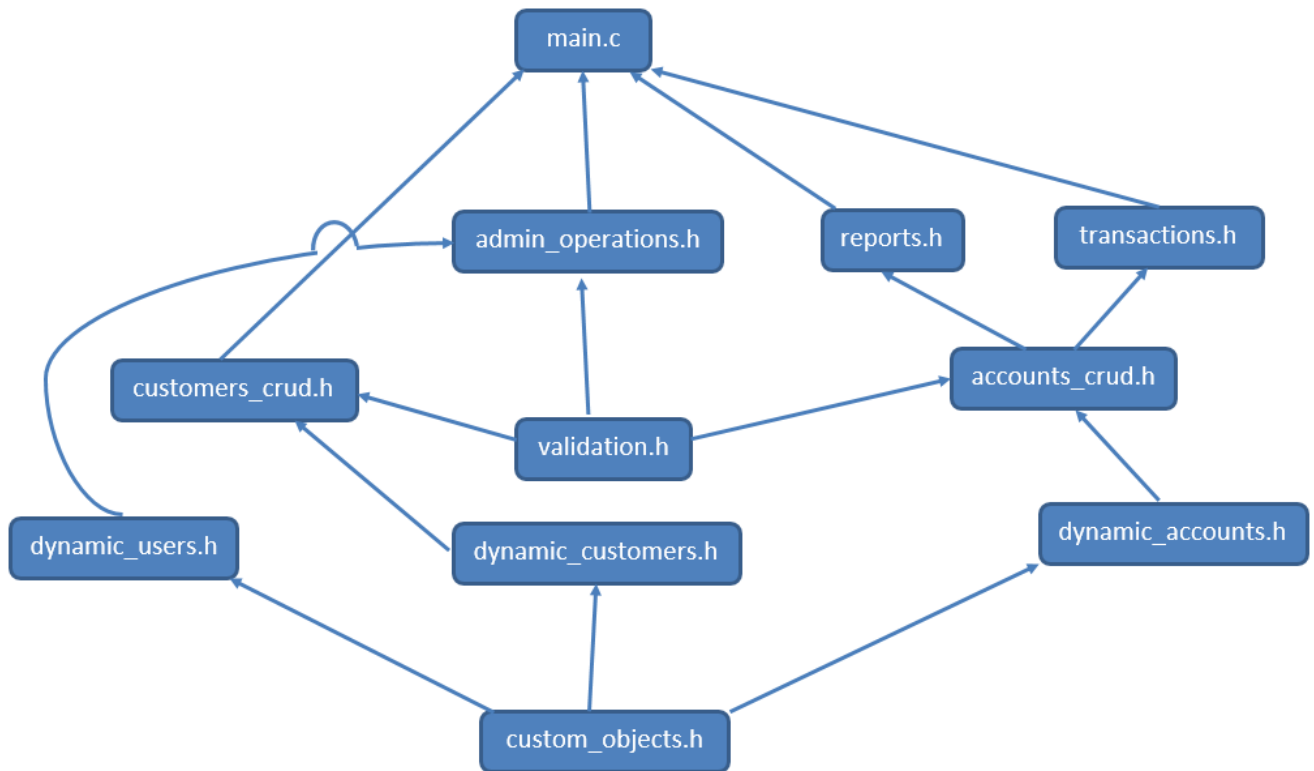 main.c
admin_operations.h
reports.h
transactions.h
customers_crud.h
accounts_crud.h
validation.h
dynamic_users.h
dynamic_customers.h
dynamic_accounts.h
custom_objects.h